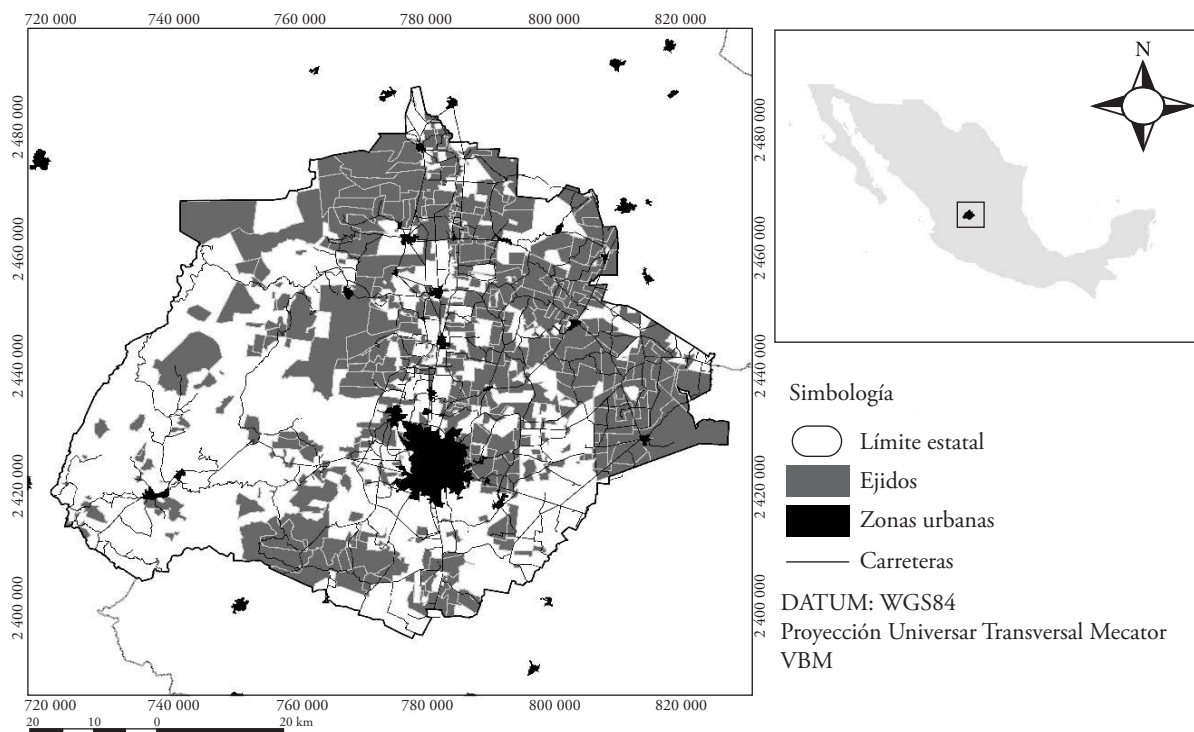 720 000 740 000 760 000 780 000 800 000 820 000
2 480 000
2 460 000
2 440 000
2 420 000
2 400 000
2 480 000
2 460 000
2 440 000
2 420 000
2 400 000
720 000 740 000 760 000 780 000 800 000 820 000
20 10 0 20 km
N
Simbología
Límite estatal
Ejidos
Zonas urbanas
Carreteras
DATUM: WGS84
Proyección Universar Transversal Mecator
VBM